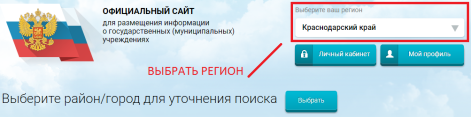 ОФИЦИАЛЬНЫЙ САЙТ
для размещения информации
о государственных (муниципальных)
учреждениях
Выберите ваш регион
Краснодарский край
Личный кабинет
Мой профиль
ВЫБРАТЬ РЕГИОН
Выберите район/город для уточнения поиска
Выбрать